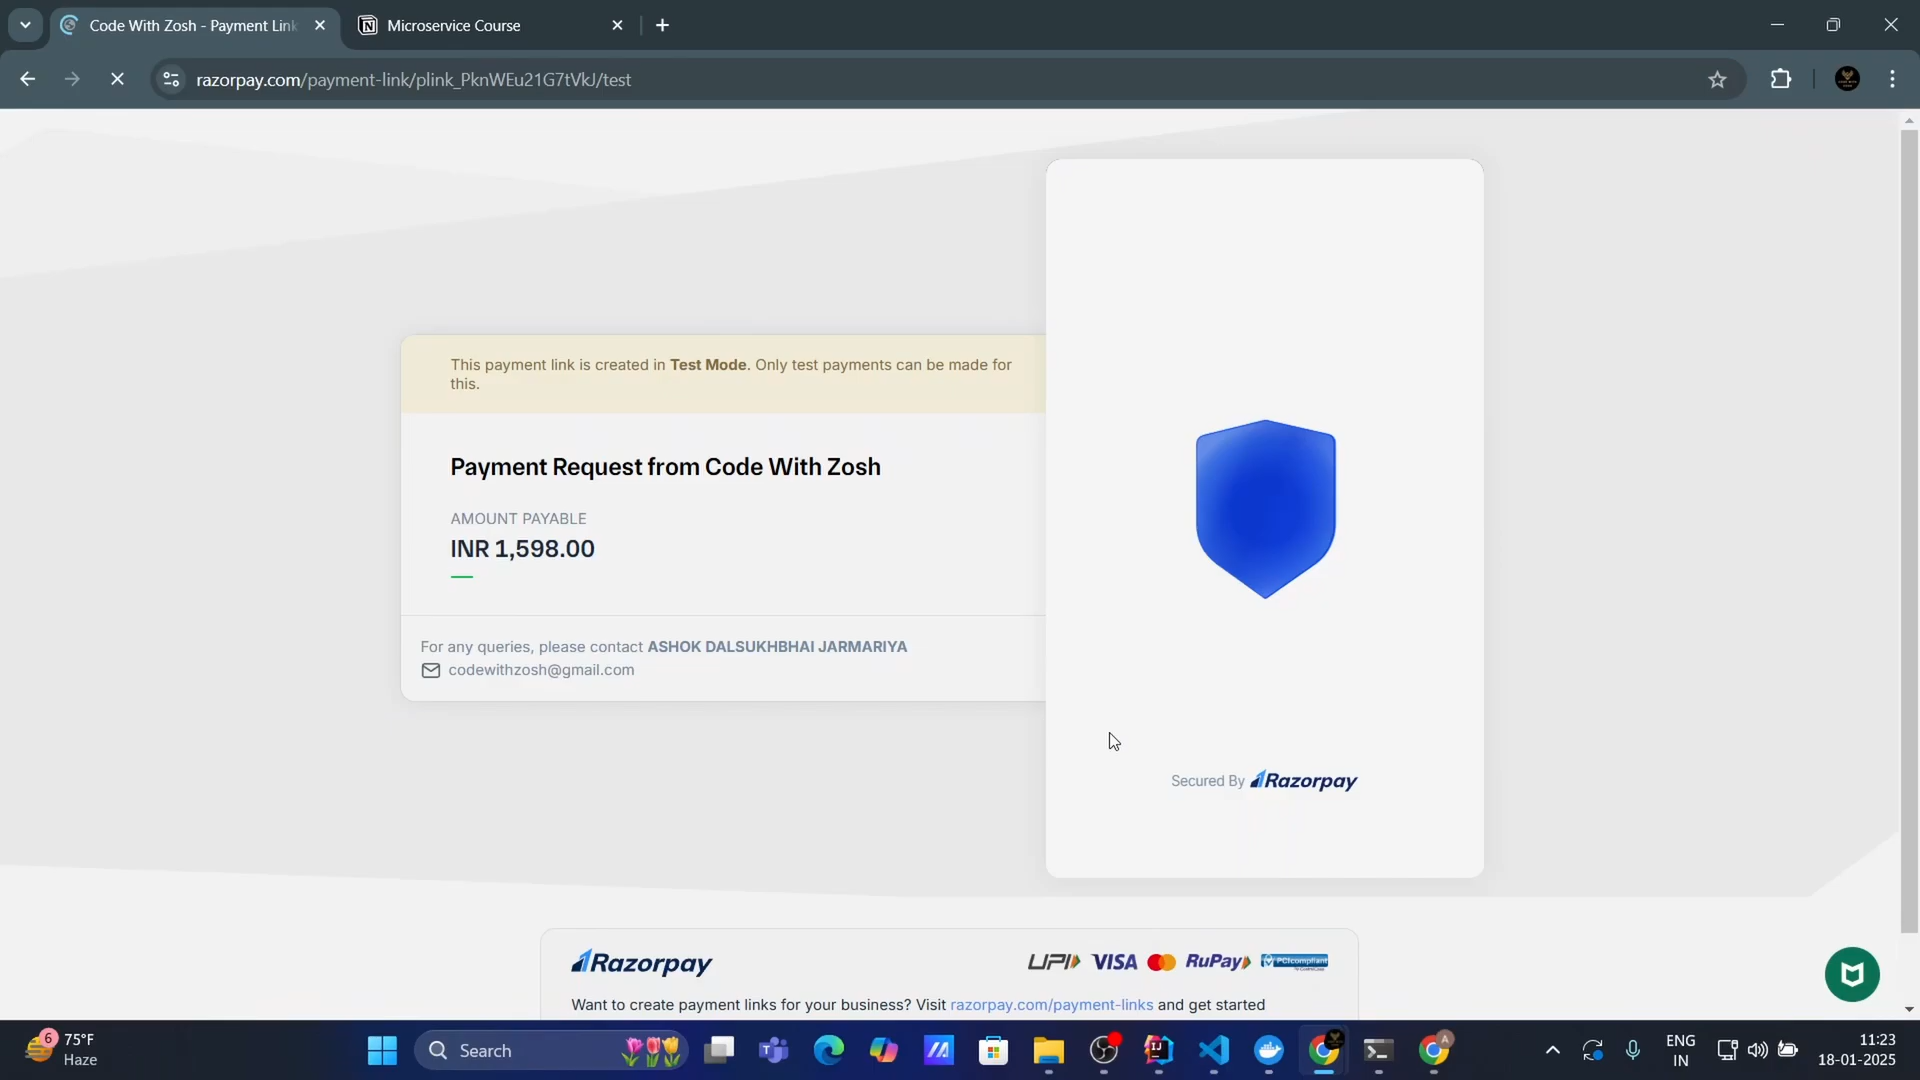 Code With Zosh - Payment Link
Microservice Course
razorpay.com/payment-link/plink_PknWEu21G7tVkJ/test
This payment link is created in Test Mode. Only test payments can be made for
this.
Payment Request from Code With Zosh
AMOUNT PAYABLE
INR 1,598.00
For any queries, please contact ASHOK DALSUKHBHAI JARMARIYA
codewithzosh@gmail.com
Secured By Razorpay
Razorpay
UPI VISA RuPay PCI compliant
Want to create payment links for your business? Visit razorpay.com/payment-links and get started
6
75°F
Haze
Search
ENG
IN
11:23
18-01-2025